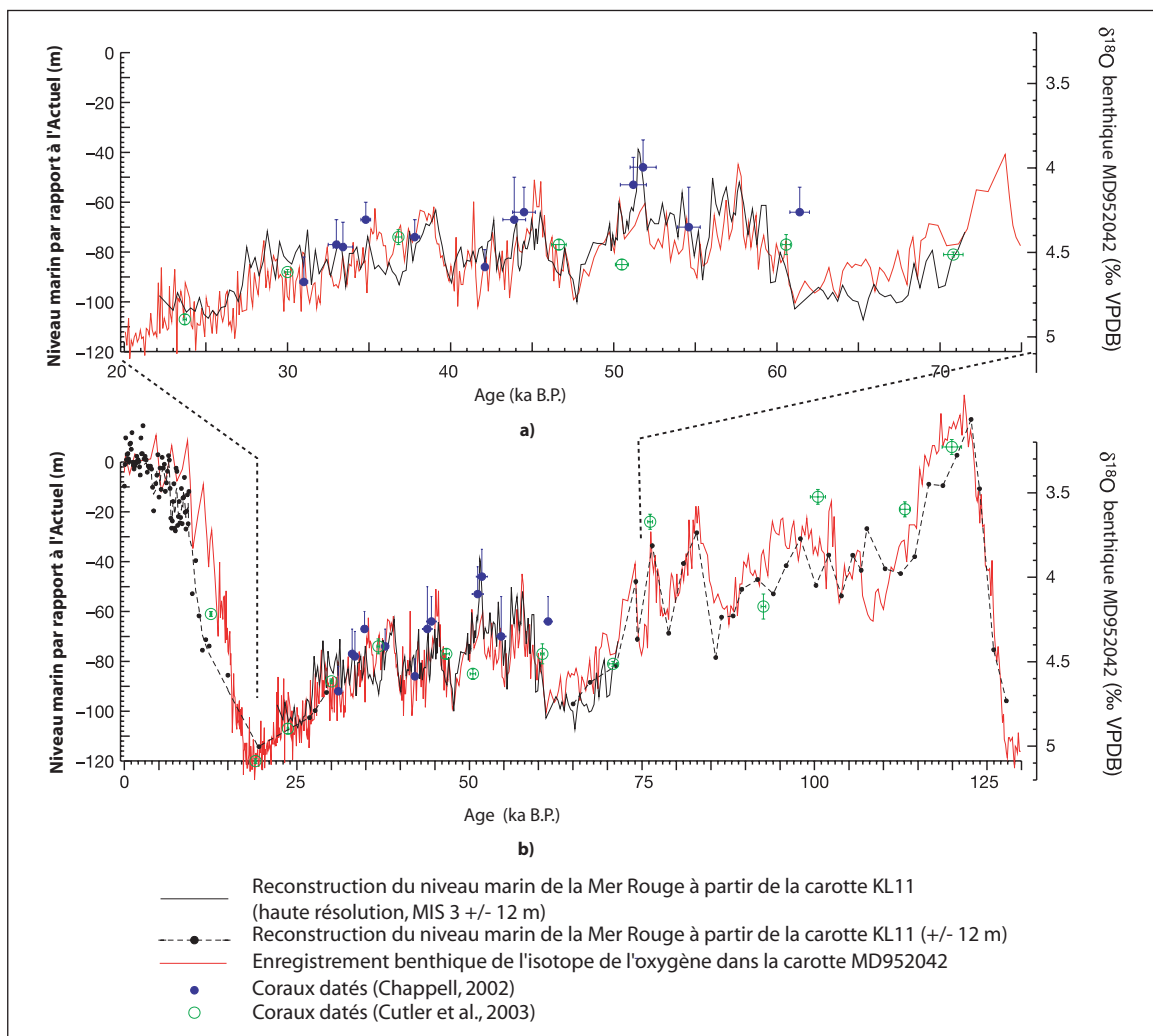 Niveau marin par rapport à l'Actuel (m)
0
−20
−40
−60
−80
−100
−120
3.5
4
4.5
5
δ18O benthique MD952042 (‰ VPDB)
20
30
40
50
60
70
Age (ka B.P.)
a)
Niveau marin par rapport à l'Actuel (m)
0
−20
−40
−60
−80
−100
−120
3.5
4
4.5
5
δ18O benthique MD952042 (‰ VPDB)
0
25
50
75
100
125
Age (ka B.P.)
b)
Reconstruction du niveau marin de la Mer Rouge à partir de la carotte KL11
(haute résolution, MIS 3 +/- 12 m)
Reconstruction du niveau marin de la Mer Rouge à partir de la carotte KL11 (+/- 12 m)
Enregistrement benthique de l'isotope de l'oxygène dans la carotte MD952042
Coraux datés (Chappell, 2002)
Coraux datés (Cutler et al., 2003)